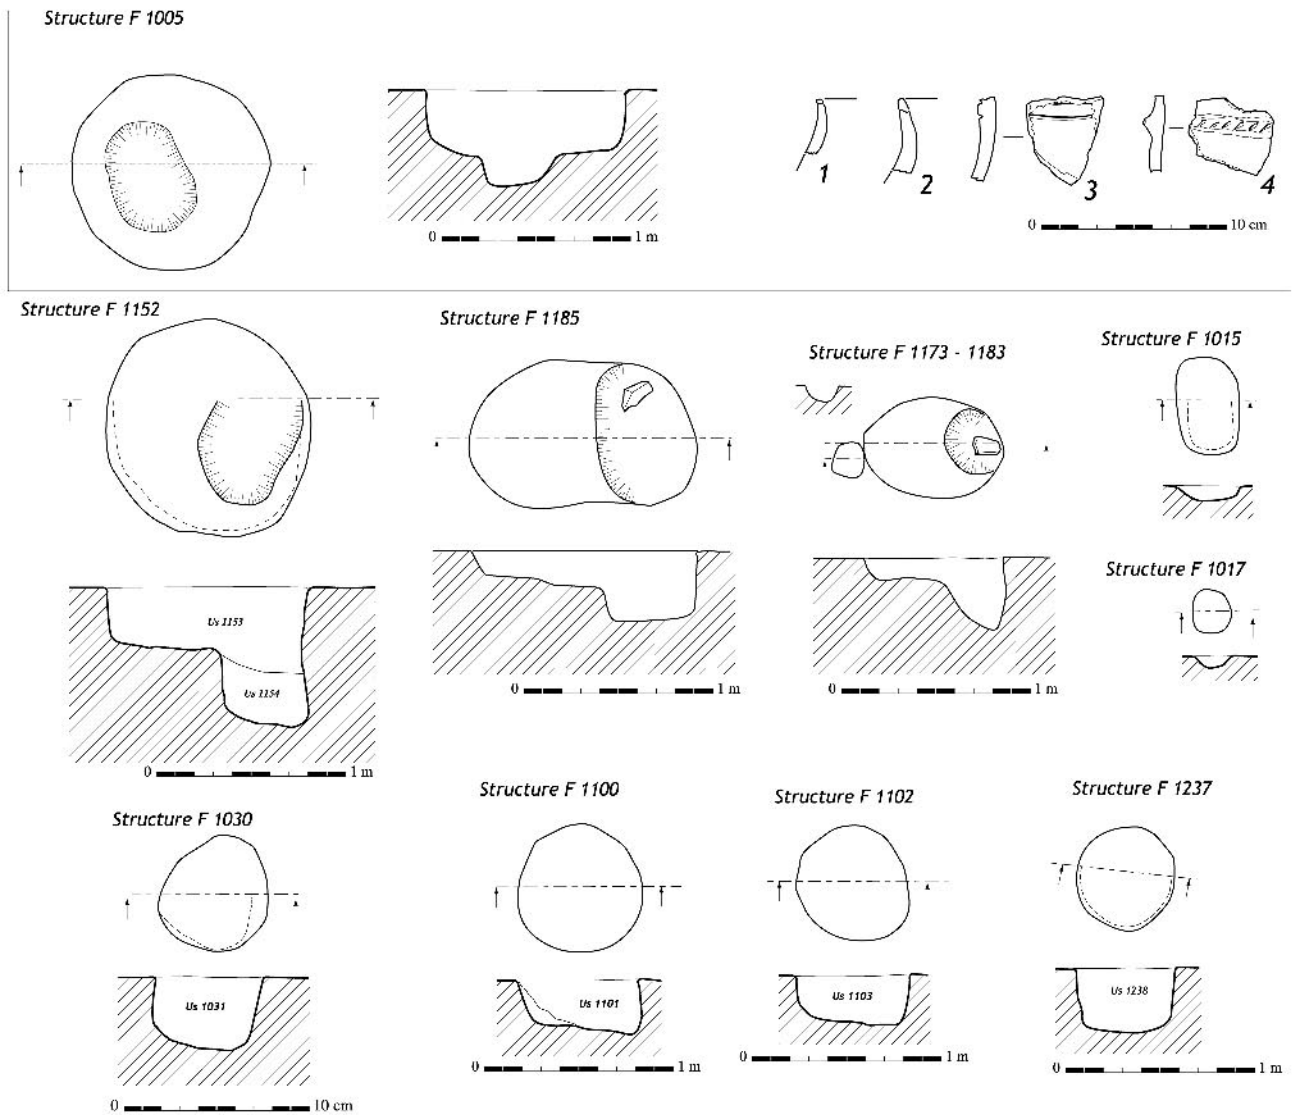 Structure F 1005
1
2
3
4
0 1 m
0 10 cm
Structure F 1152
Structure F 1185
Structure F 1173 - 1183
Structure F 1015
Structure F 1017
Us 1153
Us 1154
0 1 m
0 1 m
0 1 m
Structure F 1030
Structure F 1100
Structure F 1102
Structure F 1237
Us 1031
Us 1101
Us 1103
Us 1238
0 10 cm
0 1 m
0 1 m
0 1 m